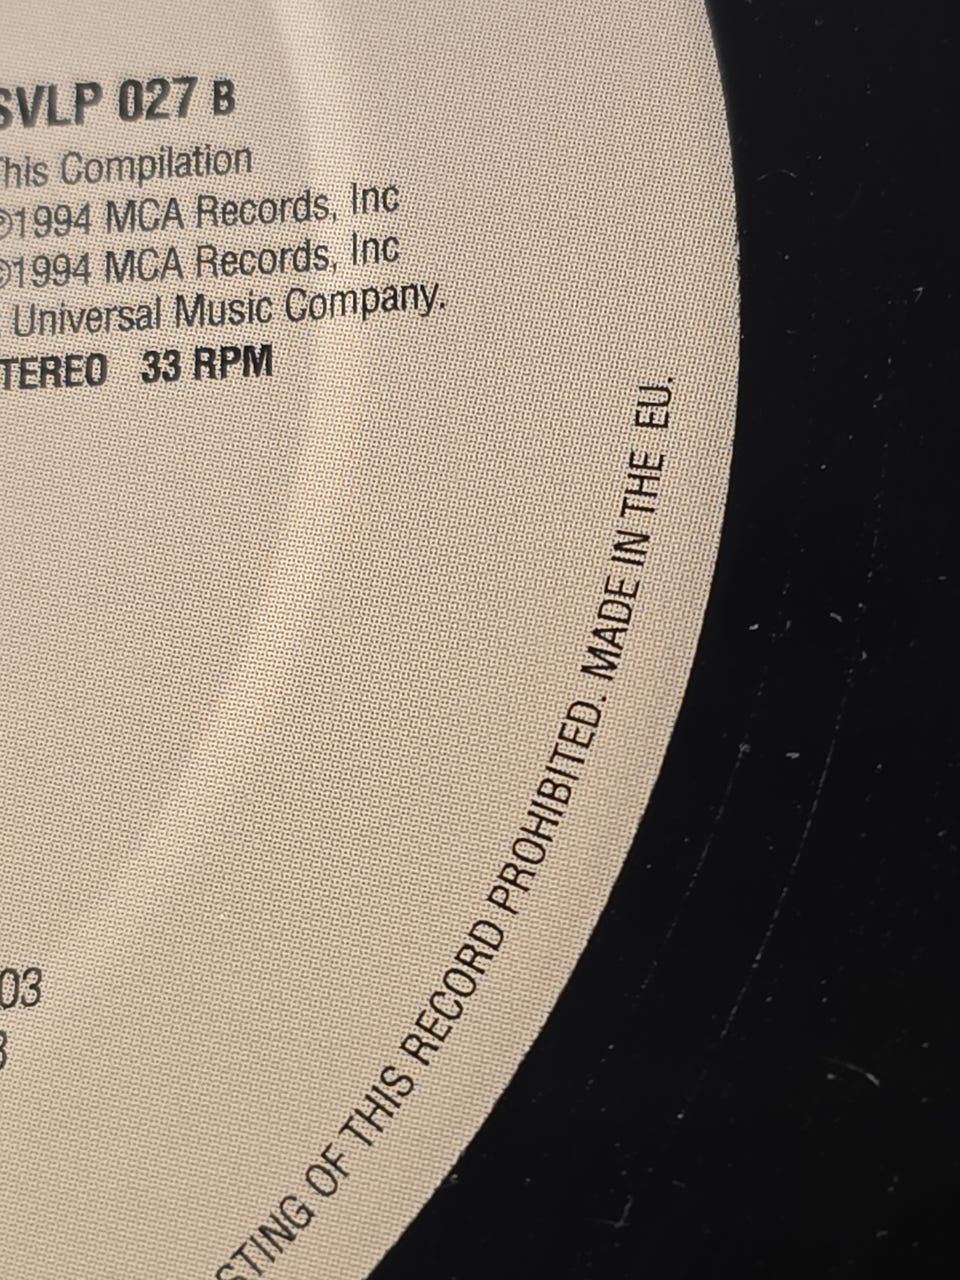 SVLP 027 B
This Compilation
℗1994 MCA Records, Inc
©1994 MCA Records, Inc
Universal Music Company.
STEREO 33 RPM
03
STING OF THIS RECORD PROHIBITED. MADE IN THE EU.